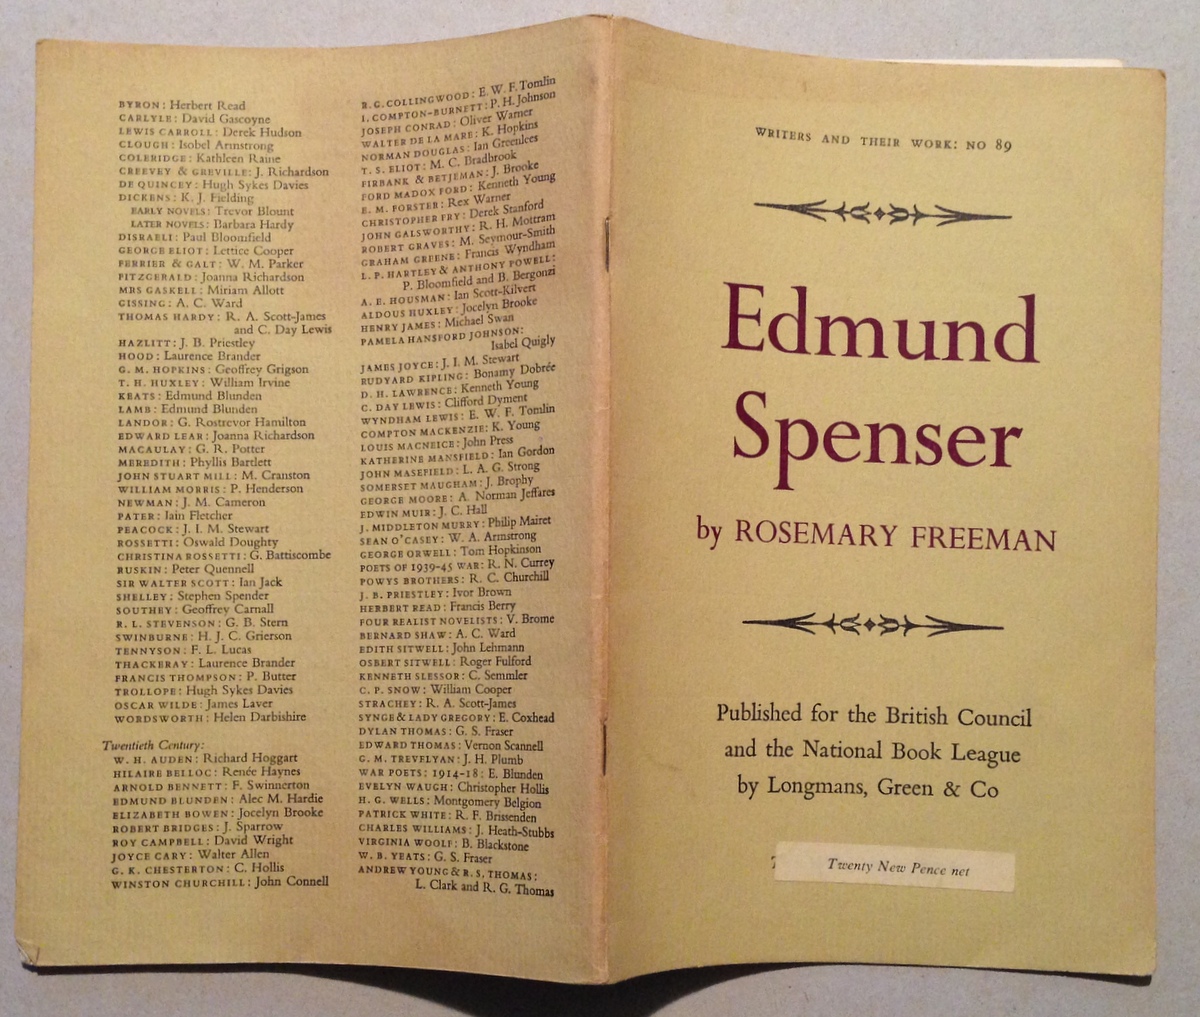 BYRON: Herbert Read
CARLYLE: David Gascoyne
LEWIS CARROLL: Derek Hudson
CLOUGH: Isobel Armstrong
COLERIDGE: Kathleen Raine
CREEVEY & GREVILLE: J. Richardson
DE QUINCEY: Hugh Sykes Davies
DICKENS: K. J. Fielding
EARLY NOVELS: Trevor Blount
LATER NOVELS: Barbara Hardy
DISRAELI: Paul Bloomfield
GEORGE ELIOT: Lettice Cooper
FERRIER & GALT: W. M. Parker
FITZGERALD: Joanna Richardson
MRS GASKELL: Miriam Allott
GISSING: A. C. Ward
THOMAS HARDY: R. A. Scott-James
and C. Day Lewis
HAZLITT: J. B. Priestley
HOOD: Laurence Brander
G. M. HOPKINS: Geoffrey Grigson
T. H. HUXLEY: William Irvine
KEATS: Edmund Blunden
LAMB: Edmund Blunden
LANDOR: G. Rostrevor Hamilton
EDWARD LEAR: Joanna Richardson
MACAULAY: G. R. Potter
MEREDITH: Phyllis Bartlett
JOHN STUART MILL: M. Cranston
WILLIAM MORRIS: P. Henderson
NEWMAN: J. M. Cameron
PATER: Iain Fletcher
PEACOCK: J. I. M. Stewart
ROSSETTI: Oswald Doughty
CHRISTINA ROSSETTI: G. Battiscombe
RUSKIN: Peter Quennell
SIR WALTER SCOTT: Ian Jack
SHELLEY: Stephen Spender
SOUTHEY: Geoffrey Carnall
R. L. STEVENSON: G. B. Stern
SWINBURNE: H. J. C. Grierson
TENNYSON: F. L. Lucas
THACKERAY: Laurence Brander
FRANCIS THOMPSON: P. Butter
TROLLOPE: Hugh Sykes Davies
OSCAR WILDE: James Laver
WORDSWORTH: Helen Darbishire
Twentieth Century:
W. H. AUDEN: Richard Hoggart
HILAIRE BELLOC: Renée Haynes
ARNOLD BENNETT: F. Swinnerton
EDMUND BLUNDEN: Alec M. Hardie
ELIZABETH BOWEN: Jocelyn Brooke
ROBERT BRIDGES: J. Sparrow
ROY CAMPBELL: David Wright
JOYCE CARY: Walter Allen
G. K. CHESTERTON: C. Hollis
WINSTON CHURCHILL: John Connell
R. G. COLLINGWOOD: E. W. F. Tomlin
I. COMPTON-BURNETT: P. H. Johnson
JOSEPH CONRAD: Oliver Warner
WALTER DE LA MARE: K. Hopkins
NORMAN DOUGLAS: Ian Greenlees
T. S. ELIOT: M. C. Bradbrook
FIRBANK & BETJEMAN: J. Brooke
FORD MADOX FORD: Kenneth Young
E. M. FORSTER: Rex Warner
CHRISTOPHER FRY: Derek Stanford
JOHN GALSWORTHY: R. H. Mottram
ROBERT GRAVES: M. Seymour-Smith
GRAHAM GREENE: Francis Wyndham
L. P. HARTLEY & ANTHONY POWELL:
P. Bloomfield and B. Bergonzi
A. E. HOUSMAN: Ian Scott-Kilvert
ALDOUS HUXLEY: Jocelyn Brooke
HENRY JAMES: Michael Swan
PAMELA HANSFORD JOHNSON:
Isabel Quigly
JAMES JOYCE: J. I. M. Stewart
RUDYARD KIPLING: Bonamy Dobrée
D. H. LAWRENCE: Kenneth Young
C. DAY LEWIS: Clifford Dyment
WYNDHAM LEWIS: E. W. F. Tomlin
COMPTON MACKENZIE: K. Young
LOUIS MACNEICE: John Press
KATHERINE MANSFIELD: Ian Gordon
JOHN MASEFIELD: L. A. G. Strong
SOMERSET MAUGHAM: J. Brophy
GEORGE MOORE: A. Norman Jeffares
EDWIN MUIR: J. C. Hall
J. MIDDLETON MURRY: Philip Mairet
SEAN O'CASEY: W. A. Armstrong
GEORGE ORWELL: Tom Hopkinson
POETS OF 1939-45 WAR: R. N. Currey
POWYS BROTHERS: R. C. Churchill
J. B. PRIESTLEY: Ivor Brown
HERBERT READ: Francis Berry
FOUR REALIST NOVELISTS: V. Brome
BERNARD SHAW: A. C. Ward
EDITH SITWELL: John Lehmann
OSBERT SITWELL: Roger Fulford
KENNETH SLESSOR: C. Semmler
C. P. SNOW: William Cooper
STRACHEY: R. A. Scott-James
SYNGE & LADY GREGORY: E. Coxhead
DYLAN THOMAS: G. S. Fraser
EDWARD THOMAS: Vernon Scannell
G. M. TREVELYAN: J. H. Plumb
WAR POETS: 1914-18: E. Blunden
EVELYN WAUGH: Christopher Hollis
H. G. WELLS: Montgomery Belgion
PATRICK WHITE: R. F. Brissenden
CHARLES WILLIAMS: J. Heath-Stubbs
VIRGINIA WOOLF: B. Blackstone
W. B. YEATS: G. S. Fraser
ANDREW YOUNG & R. S. THOMAS:
L. Clark and R. G. Thomas
WRITERS AND THEIR WORK: NO 89
Edmund
Spenser
by ROSEMARY FREEMAN
Published for the British Council
and the National Book League
by Longmans, Green & Co
Twenty New Pence net